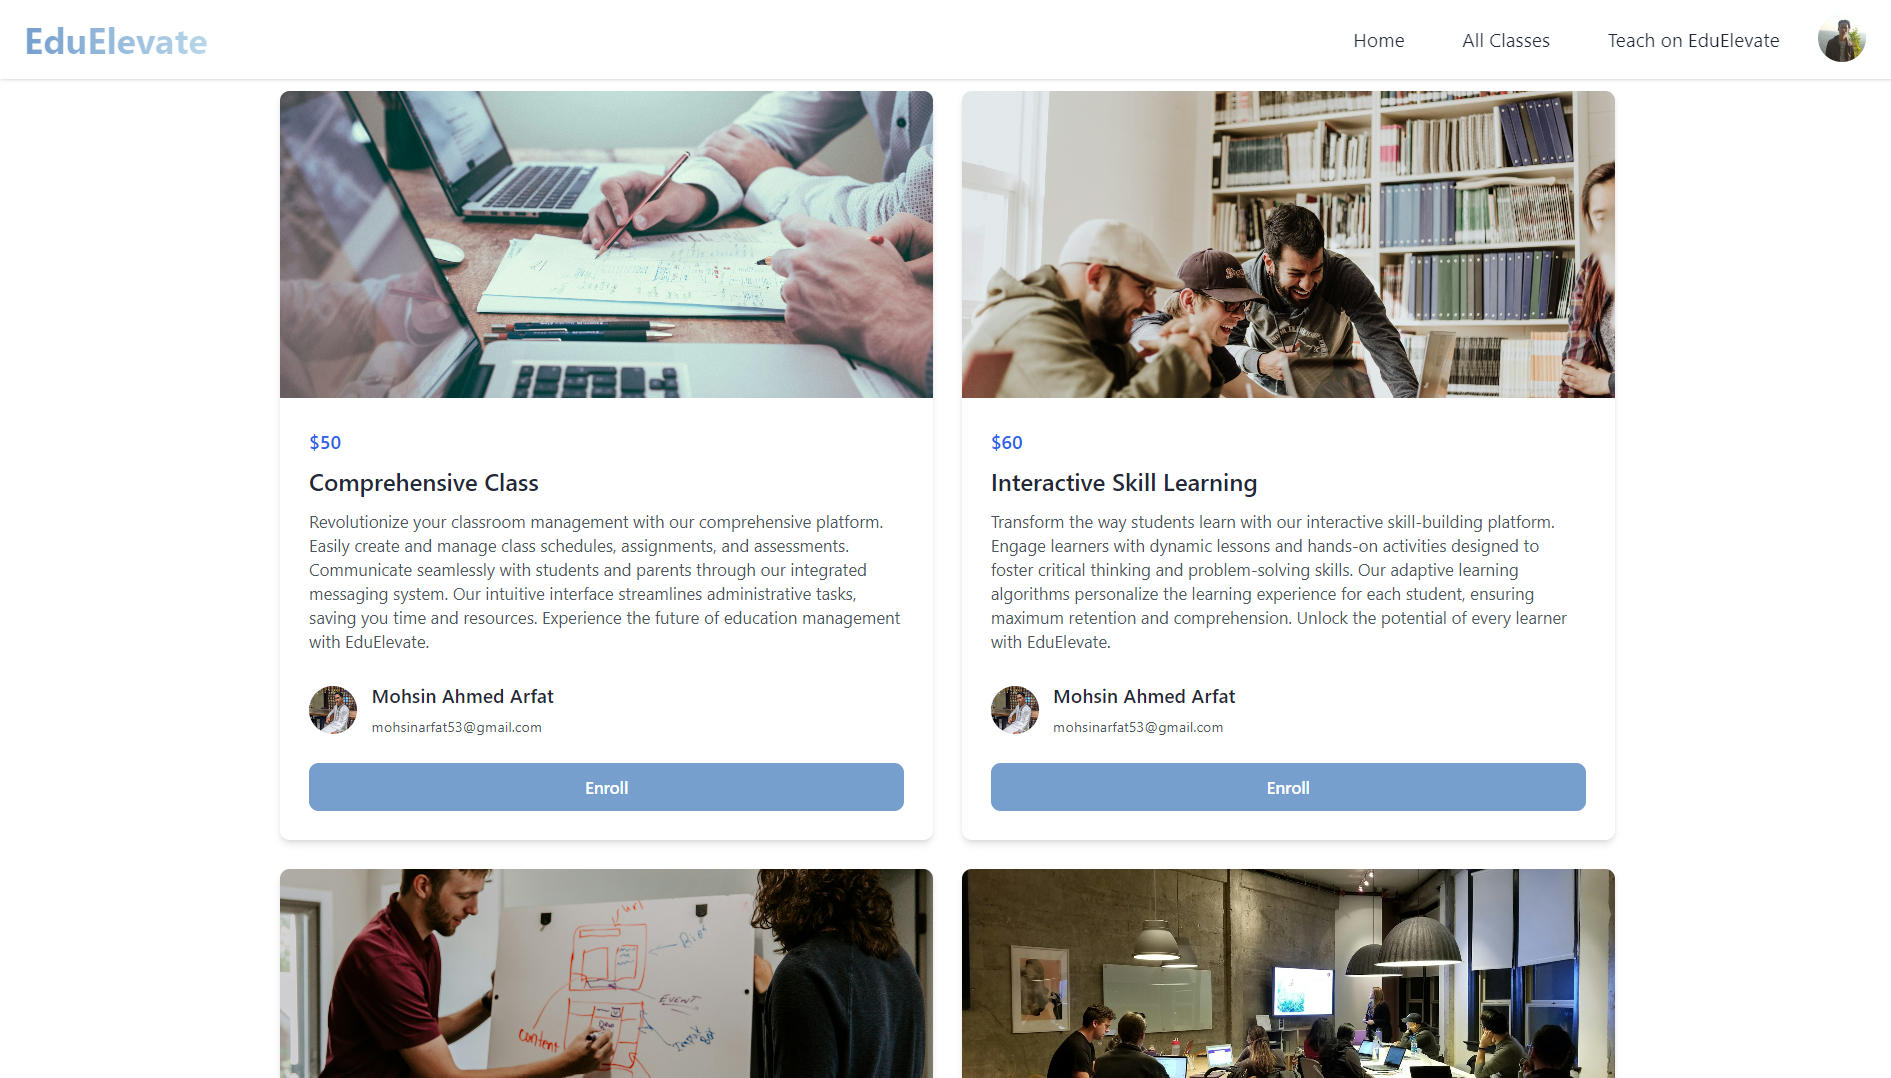 EduElevate
Home
All Classes
Teach on EduElevate
$50
Comprehensive Class
Revolutionize your classroom management with our comprehensive platform.
Easily create and manage class schedules, assignments, and assessments.
Communicate seamlessly with students and parents through our integrated
messaging system. Our intuitive interface streamlines administrative tasks,
saving you time and resources. Experience the future of education management
with EduElevate.
Mohsin Ahmed Arfat
mohsinarfat53@gmail.com
Enroll
$60
Interactive Skill Learning
Transform the way students learn with our interactive skill-building platform.
Engage learners with dynamic lessons and hands-on activities designed to
foster critical thinking and problem-solving skills. Our adaptive learning
algorithms personalize the learning experience for each student, ensuring
maximum retention and comprehension. Unlock the potential of every learner
with EduElevate.
Mohsin Ahmed Arfat
mohsinarfat53@gmail.com
Enroll
url
EVENT
content